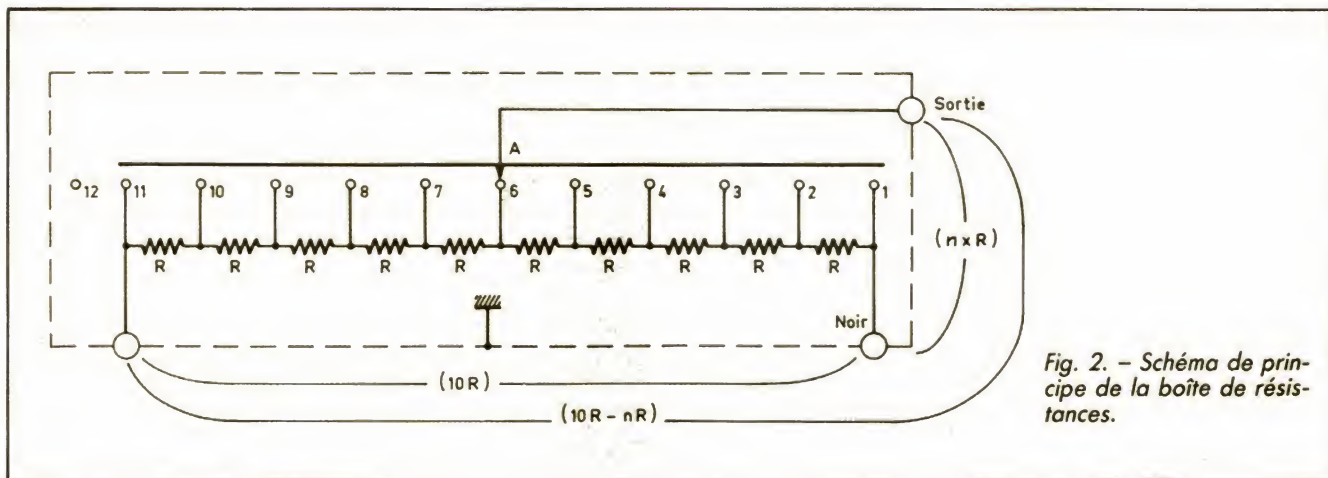 Sortie
A
12 11 10 9 8 7 6 5 4 3 2 1
R R R R R R R R R R
(n x R)
Noir
(10 R)
(10 R - nR)
Fig. 2. – Schéma de prin-
cipe de la boîte de résis-
tances.